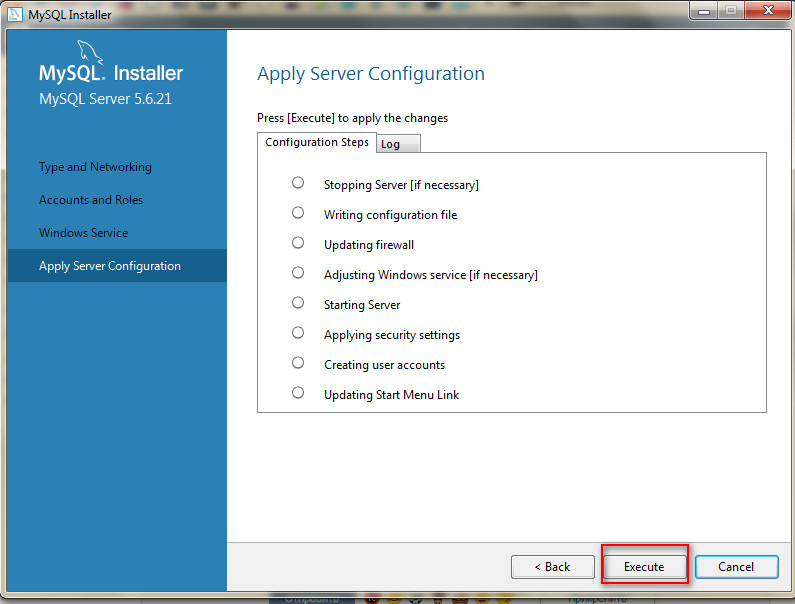 MySQL Installer
MySQL. Installer
MySQL Server 5.6.21
Type and Networking
Accounts and Roles
Windows Service
Apply Server Configuration
Apply Server Configuration
Press [Execute] to apply the changes
Configuration Steps
Log
Stopping Server [if necessary]
Writing configuration file
Updating firewall
Adjusting Windows service [if necessary]
Starting Server
Applying security settings
Creating user accounts
Updating Start Menu Link
< Back
Execute
Cancel